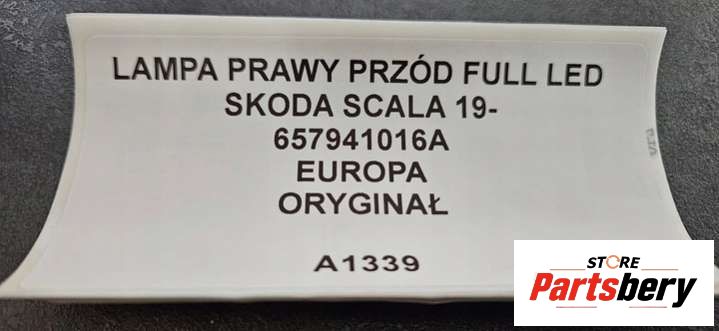 LAMPA PRAWY PRZÓD FULL LED
SKODA SCALA 19-
657941016A
EUROPA
ORYGINAŁ
A1339
STORE
Partsbery